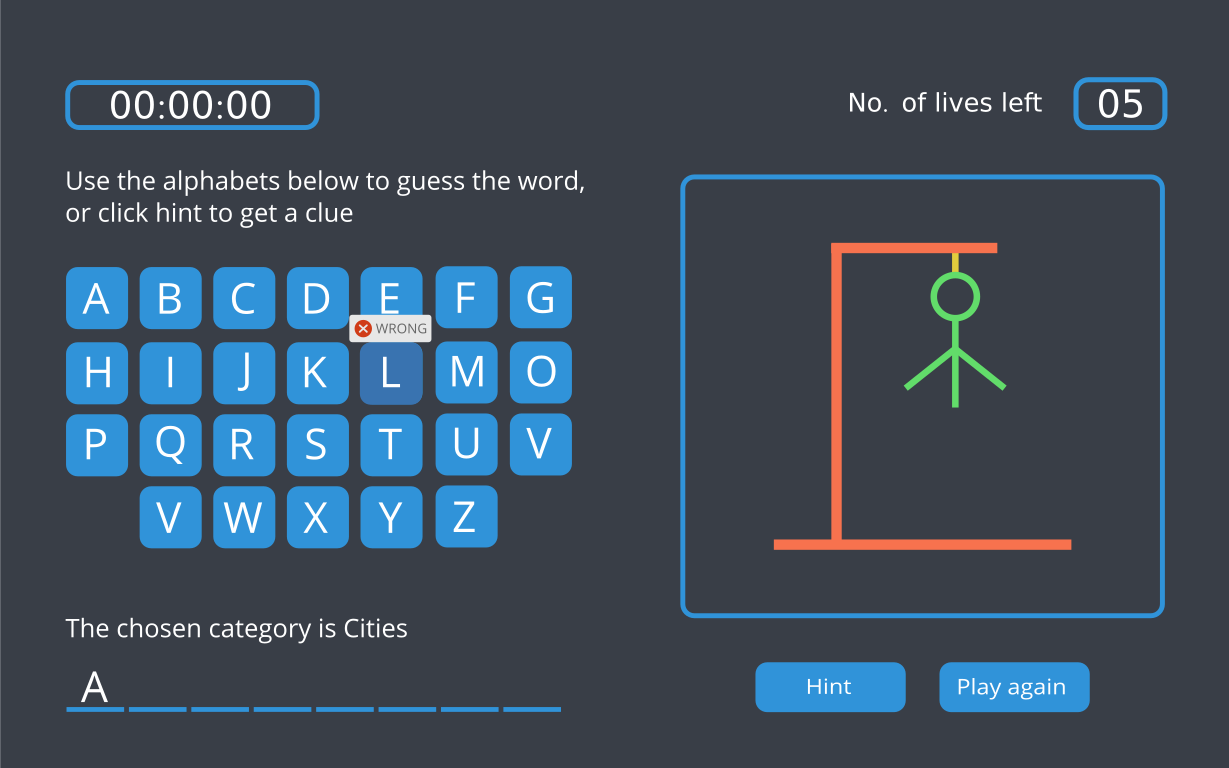 00:00:00
No. of lives left 05
Use the alphabets below to guess the word,
or click hint to get a clue
A B C D E F G
WRONG
H I J K L M O
P Q R S T U V
V W X Y Z
The chosen category is Cities
A
Hint Play again